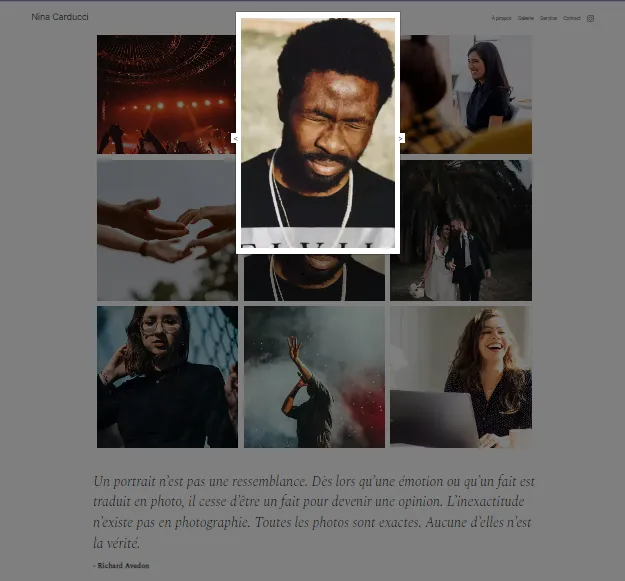 Nina Carducci
À propos Galerie Services Contact
< >
Un portrait n'est pas une ressemblance. Dès lors qu'une émotion ou qu'un fait est
traduit en photo, il cesse d'être un fait pour devenir une opinion. L'inexactitude
n'existe pas en photographie. Toutes les photos sont exactes. Aucune d'elles n'est
la vérité.
- Richard Avedon